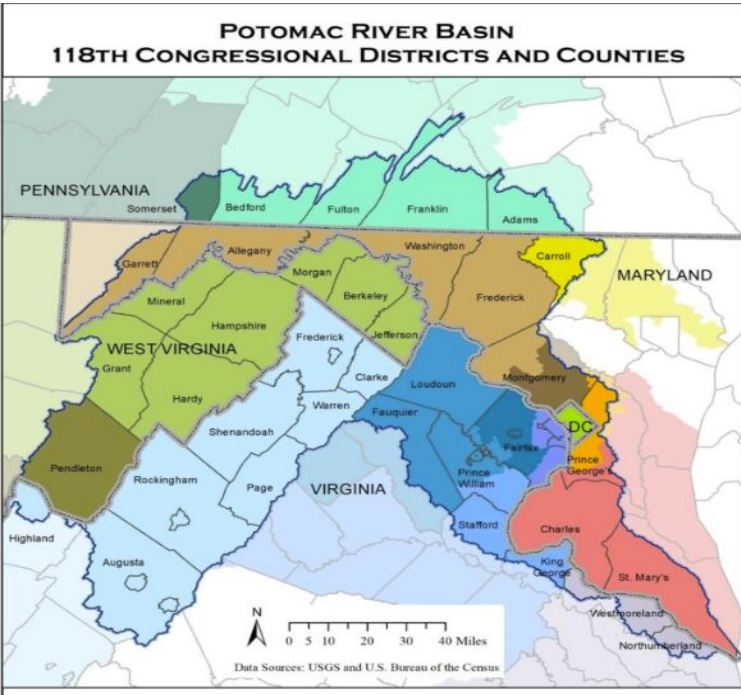 POTOMAC RIVER BASIN
118TH CONGRESSIONAL DISTRICTS AND COUNTIES
PENNSYLVANIA
Somerset
Bedford
Fulton
Franklin
Adams
Garrett
Allegany
Washington
Carroll
MARYLAND
Morgan
Mineral
Berkeley
Frederick
Hampshire
Jefferson
Frederick
WEST VIRGINIA
Grant
Clarke
Loudoun
Montgomery
Hardy
Warren
Fauquier
DC
Shenandoah
Fairfax
Prince
George's
Pendleton
Rockingham
Page
VIRGINIA
Prince
William
Stafford
Charles
Highland
Augusta
King
George
St. Mary's
Westmoreland
Northumberland
N
0 5 10 20 30 40 Miles
Data Sources: USGS and U.S. Bureau of the Census